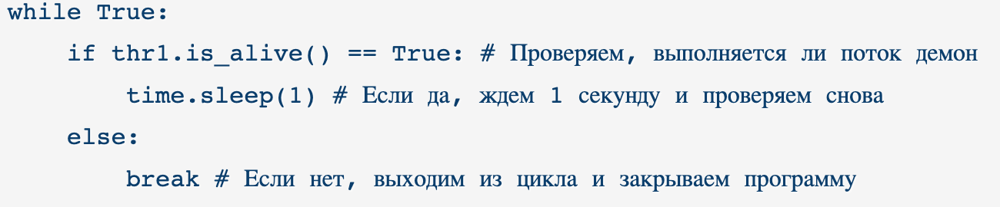 while True:
    if thr1.is_alive() == True: # Проверяем, выполняется ли поток демон
        time.sleep(1) # Если да, ждем 1 секунду и проверяем снова
    else:
        break # Если нет, выходим из цикла и закрываем программу